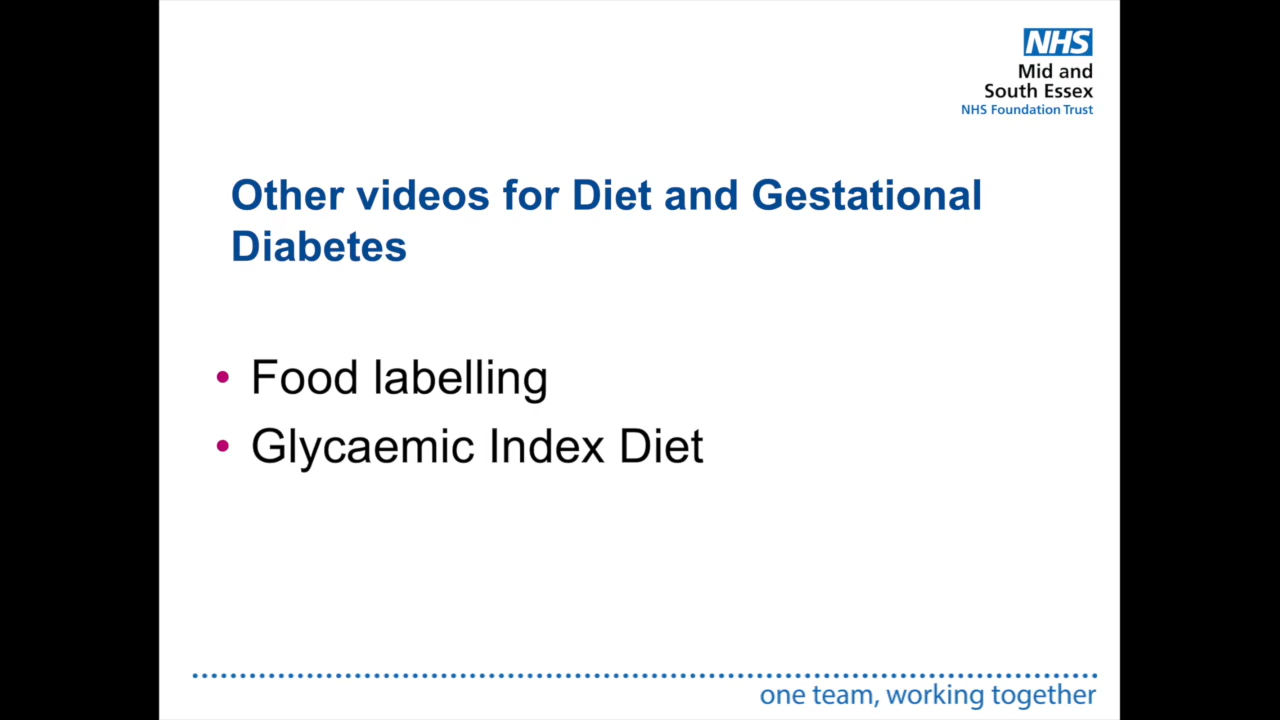 NHS
Mid and
South Essex
NHS Foundation Trust
Other videos for Diet and Gestational
Diabetes
• Food labelling
• Glycaemic Index Diet
one team, working together